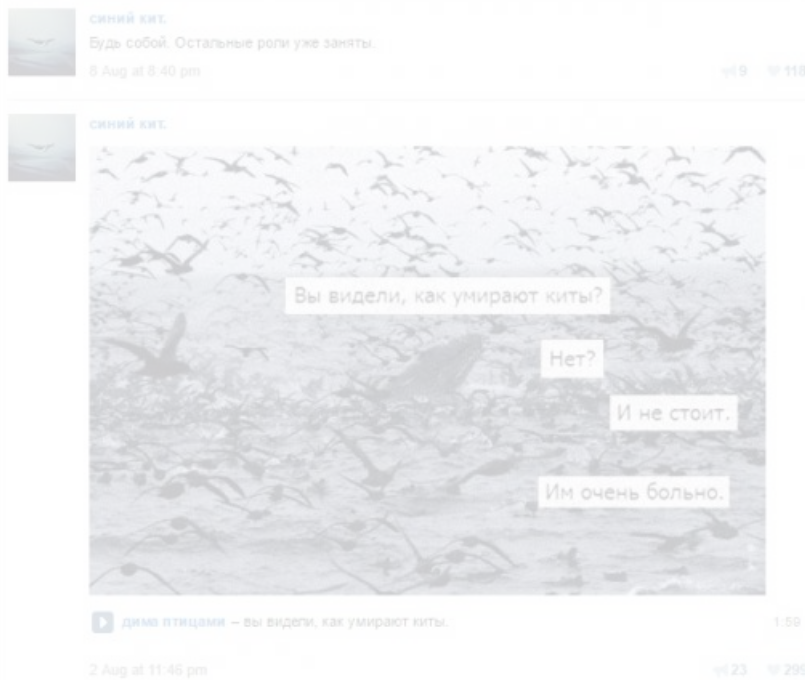 синий кит.
Будь собой. Остальные роли уже заняты.
8 Aug at 8:40 pm
9 118
синий кит.
Вы видели, как умирают киты?
Нет?
И не стоит.
Им очень больно.
дима птицами – вы видели, как умирают киты.
1:59
2 Aug at 11:46 pm
23 299